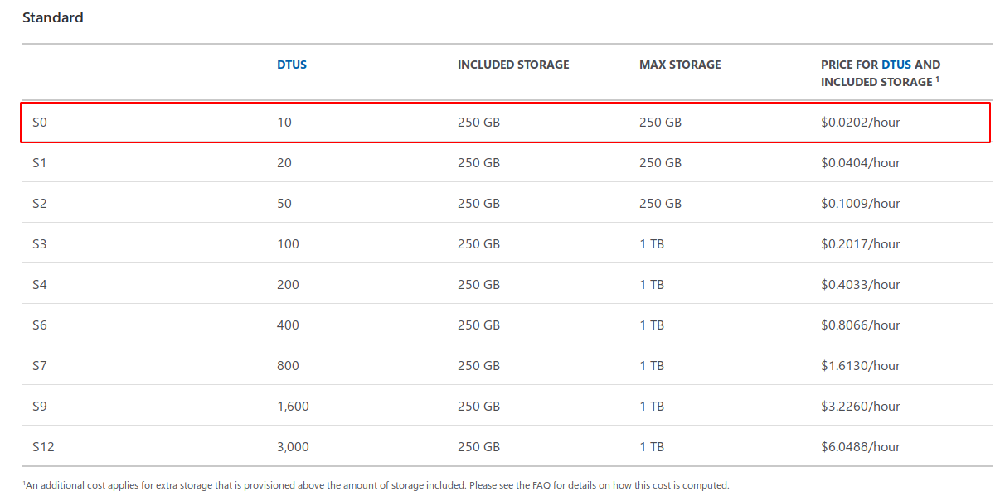 Standard
DTUS INCLUDED STORAGE MAX STORAGE PRICE FOR DTUS AND
INCLUDED STORAGE ¹
S0 10 250 GB 250 GB $0.0202/hour
S1 20 250 GB 250 GB $0.0404/hour
S2 50 250 GB 250 GB $0.1009/hour
S3 100 250 GB 1 TB $0.2017/hour
S4 200 250 GB 1 TB $0.4033/hour
S6 400 250 GB 1 TB $0.8066/hour
S7 800 250 GB 1 TB $1.6130/hour
S9 1,600 250 GB 1 TB $3.2260/hour
S12 3,000 250 GB 1 TB $6.0488/hour
¹An additional cost applies for extra storage that is provisioned above the amount of storage included. Please see the FAQ for details on how this cost is computed.